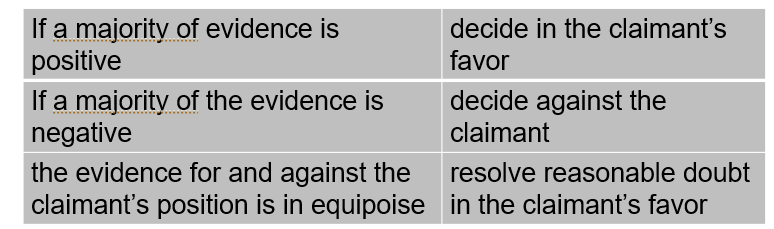 If a majority of evidence is
positive
decide in the claimant’s
favor
If a majority of the evidence is
negative
decide against the
claimant
the evidence for and against the
claimant’s position is in equipoise
resolve reasonable doubt
in the claimant’s favor